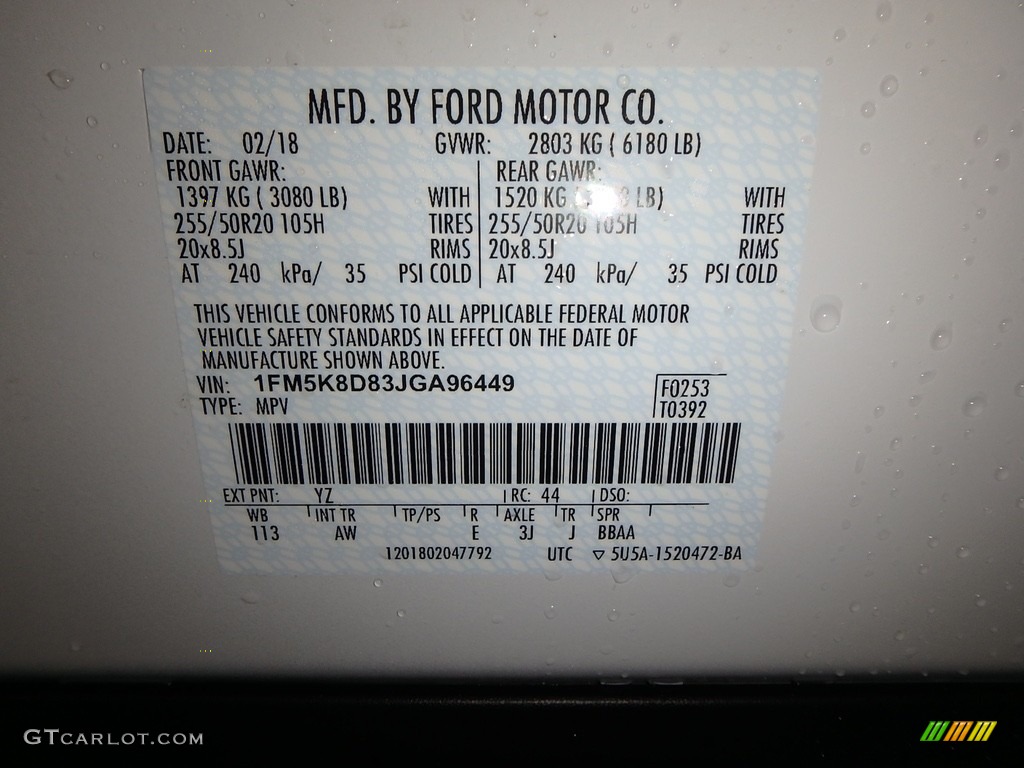 MFD. BY FORD MOTOR CO.
DATE: 02/18 GVWR: 2803 KG ( 6180 LB)
FRONT GAWR: REAR GAWR:
1397 KG ( 3080 LB) WITH 1520 KG LB) WITH
255/50R20 105H TIRES 255/50R20 105H TIRES
20x8.5J RIMS 20x8.5J RIMS
AT 240 kPa/ 35 PSI COLD AT 240 kPa/ 35 PSI COLD
THIS VEHICLE CONFORMS TO ALL APPLICABLE FEDERAL MOTOR
VEHICLE SAFETY STANDARDS IN EFFECT ON THE DATE OF
MANUFACTURE SHOWN ABOVE.
VIN: 1FM5K8D83JGA96449 F0253
TYPE: MPV T0392
EXT PNT: YZ RC: 44 DSO:
WB INT TR TP/PS R AXLE TR SPR
113 AW E 3J J BBAA
1201802047792 UTC ▽ 5U5A-1520472-BA
GTCARLOT.COM